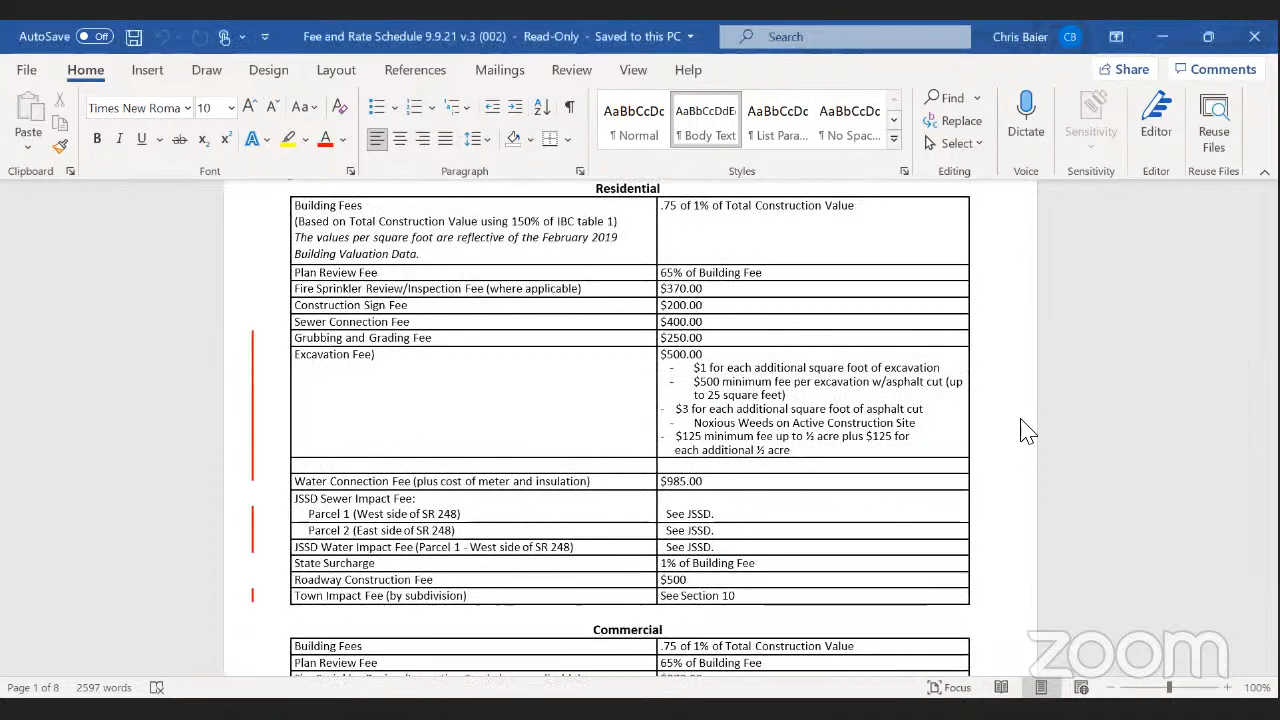 AutoSave Off Fee and Rate Schedule 9.9.21 v.3 (002) - Read-Only - Saved to this PC Search Chris Baier CB
File Home Insert Draw Design Layout References Mailings Review View Help Share Comments
Times New Roma 10 Aa A
Paste B I U ab x₂ x² A A
AaBbCcDc AaBbCcDdE AaBbCcDc AaBbCcDc
¶ Normal ¶ Body Text ¶ List Para... ¶ No Spac...
Find Replace Select Dictate Sensitivity Editor Reuse Files
Clipboard Font Paragraph Styles Editing Voice Sensitivity Editor Reuse Files
Residential
Building Fees .75 of 1% of Total Construction Value
(Based on Total Construction Value using 150% of IBC table 1)
The values per square foot are reflective of the February 2019
Building Valuation Data.
Plan Review Fee 65% of Building Fee
Fire Sprinkler Review/Inspection Fee (where applicable) $370.00
Construction Sign Fee $200.00
Sewer Connection Fee $400.00
Grubbing and Grading Fee $250.00
Excavation Fee) $500.00
- $1 for each additional square foot of excavation
- $500 minimum fee per excavation w/asphalt cut (up
to 25 square feet)
- $3 for each additional square foot of asphalt cut
- Noxious Weeds on Active Construction Site
- $125 minimum fee up to ½ acre plus $125 for
each additional ½ acre
Water Connection Fee (plus cost of meter and insulation) $985.00
JSSD Sewer Impact Fee:
Parcel 1 (West side of SR 248) See JSSD.
Parcel 2 (East side of SR 248) See JSSD.
JSSD Water Impact Fee (Parcel 1 - West side of SR 248) See JSSD.
State Surcharge 1% of Building Fee
Roadway Construction Fee $500
Town Impact Fee (by subdivision) See Section 10
Commercial
Building Fees .75 of 1% of Total Construction Value
Plan Review Fee 65% of Building Fee
zoom
Page 1 of 8 2597 words Focus 100%